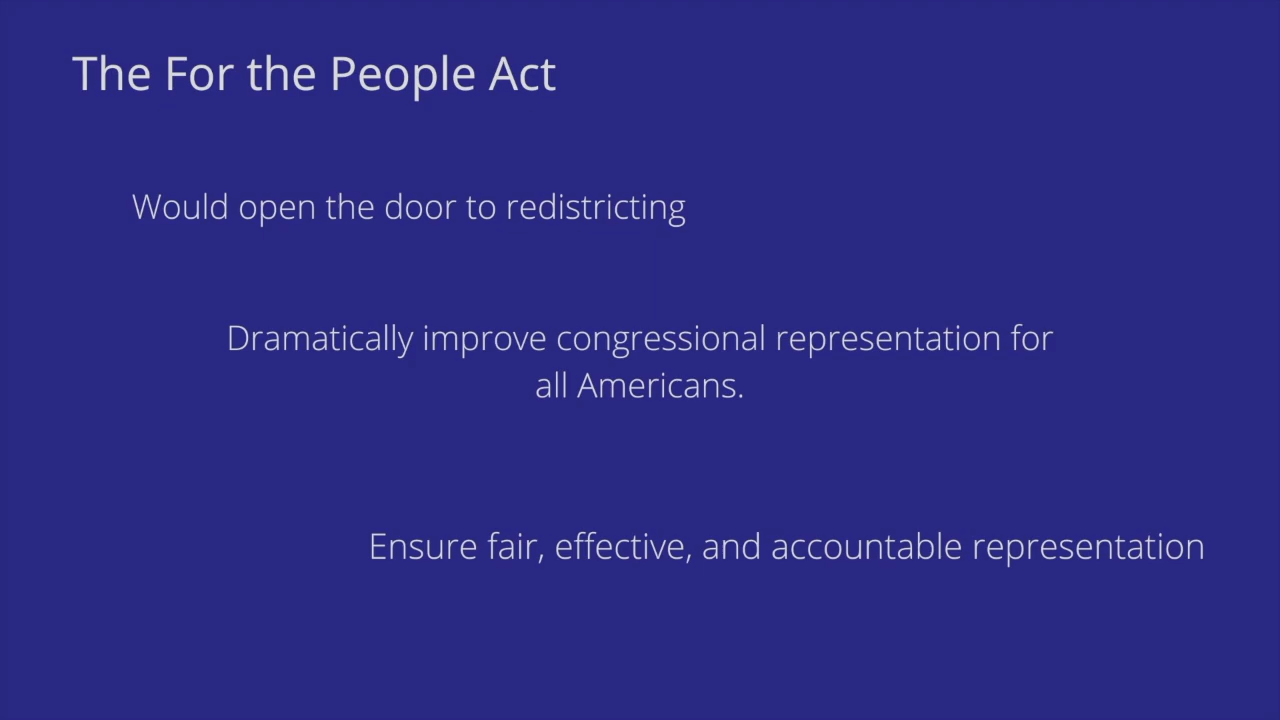 The For the People Act
Would open the door to redistricting
Dramatically improve congressional representation for
all Americans.
Ensure fair, effective, and accountable representation